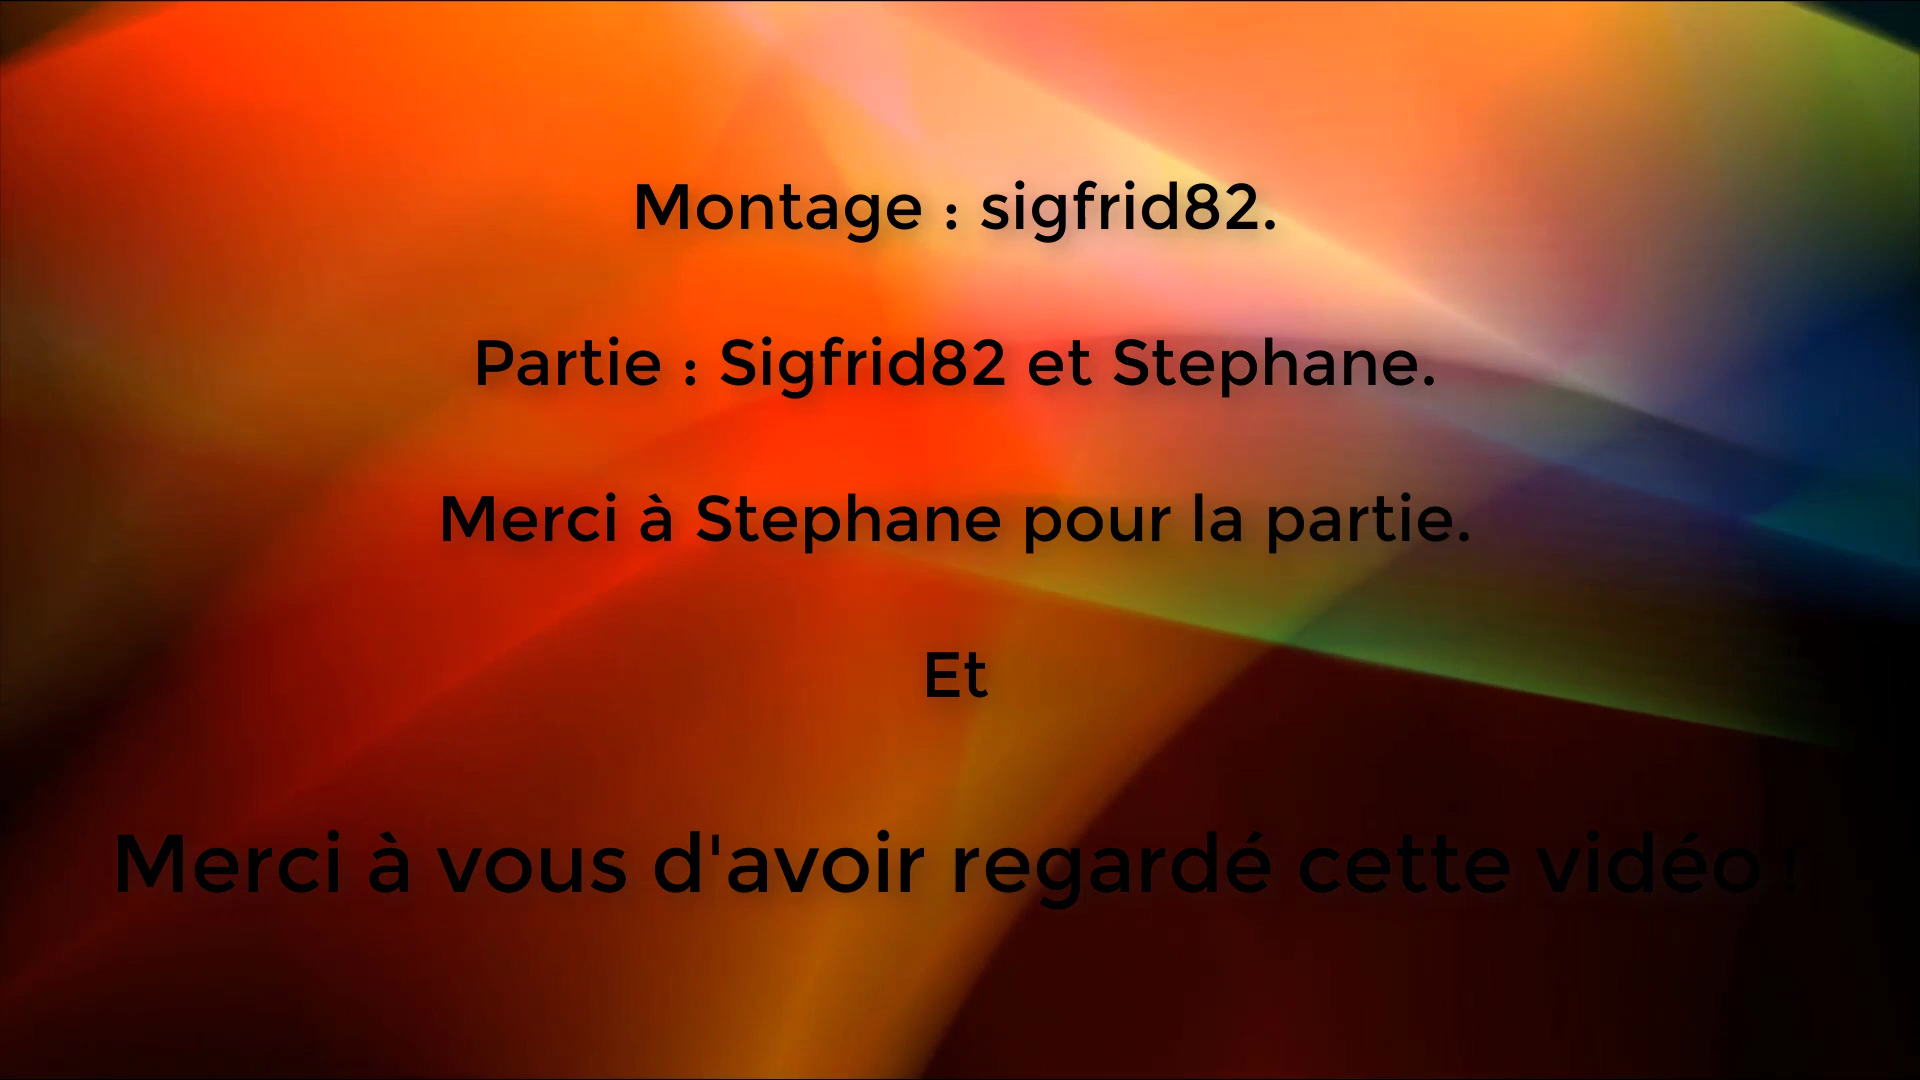 Montage : sigfrid82.
Partie : Sigfrid82 et Stephane.
Merci à Stephane pour la partie.
Et
Merci à vous d'avoir regardé cette vidéo !